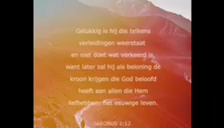 Gelukkig is hij die telkens
verleidingen weerstaat
en niet doet wat verkeerd is,
want later zal hij als beloning de
kroon krijgen die God beloofd
heeft aan allen die Hem
liefhebben: het eeuwige leven.
JAKOBUS 1:12